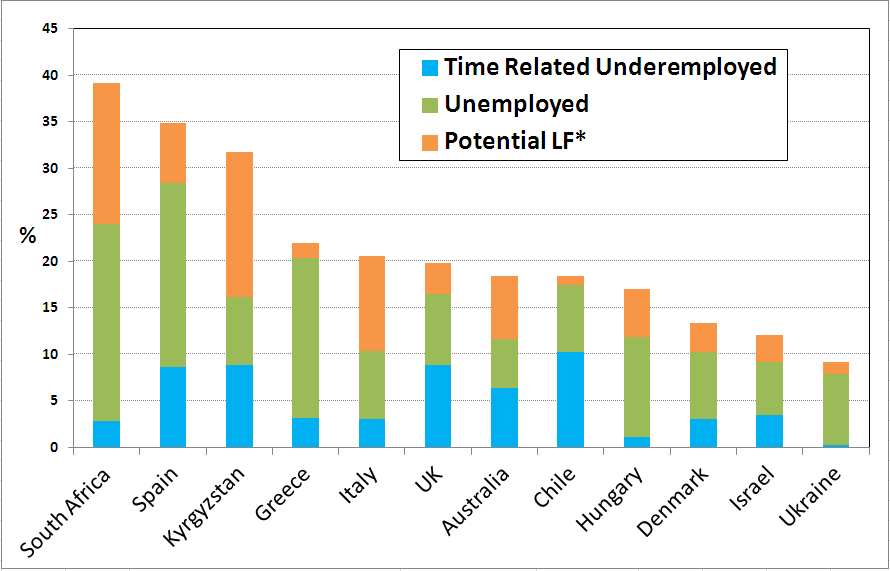 45
40
35
30
25
20
15
10
5
0
%
Time Related Underemployed
Unemployed
Potential LF*
South Africa
Spain
Kyrgyzstan
Greece
Italy
UK
Australia
Chile
Hungary
Denmark
Israel
Ukraine